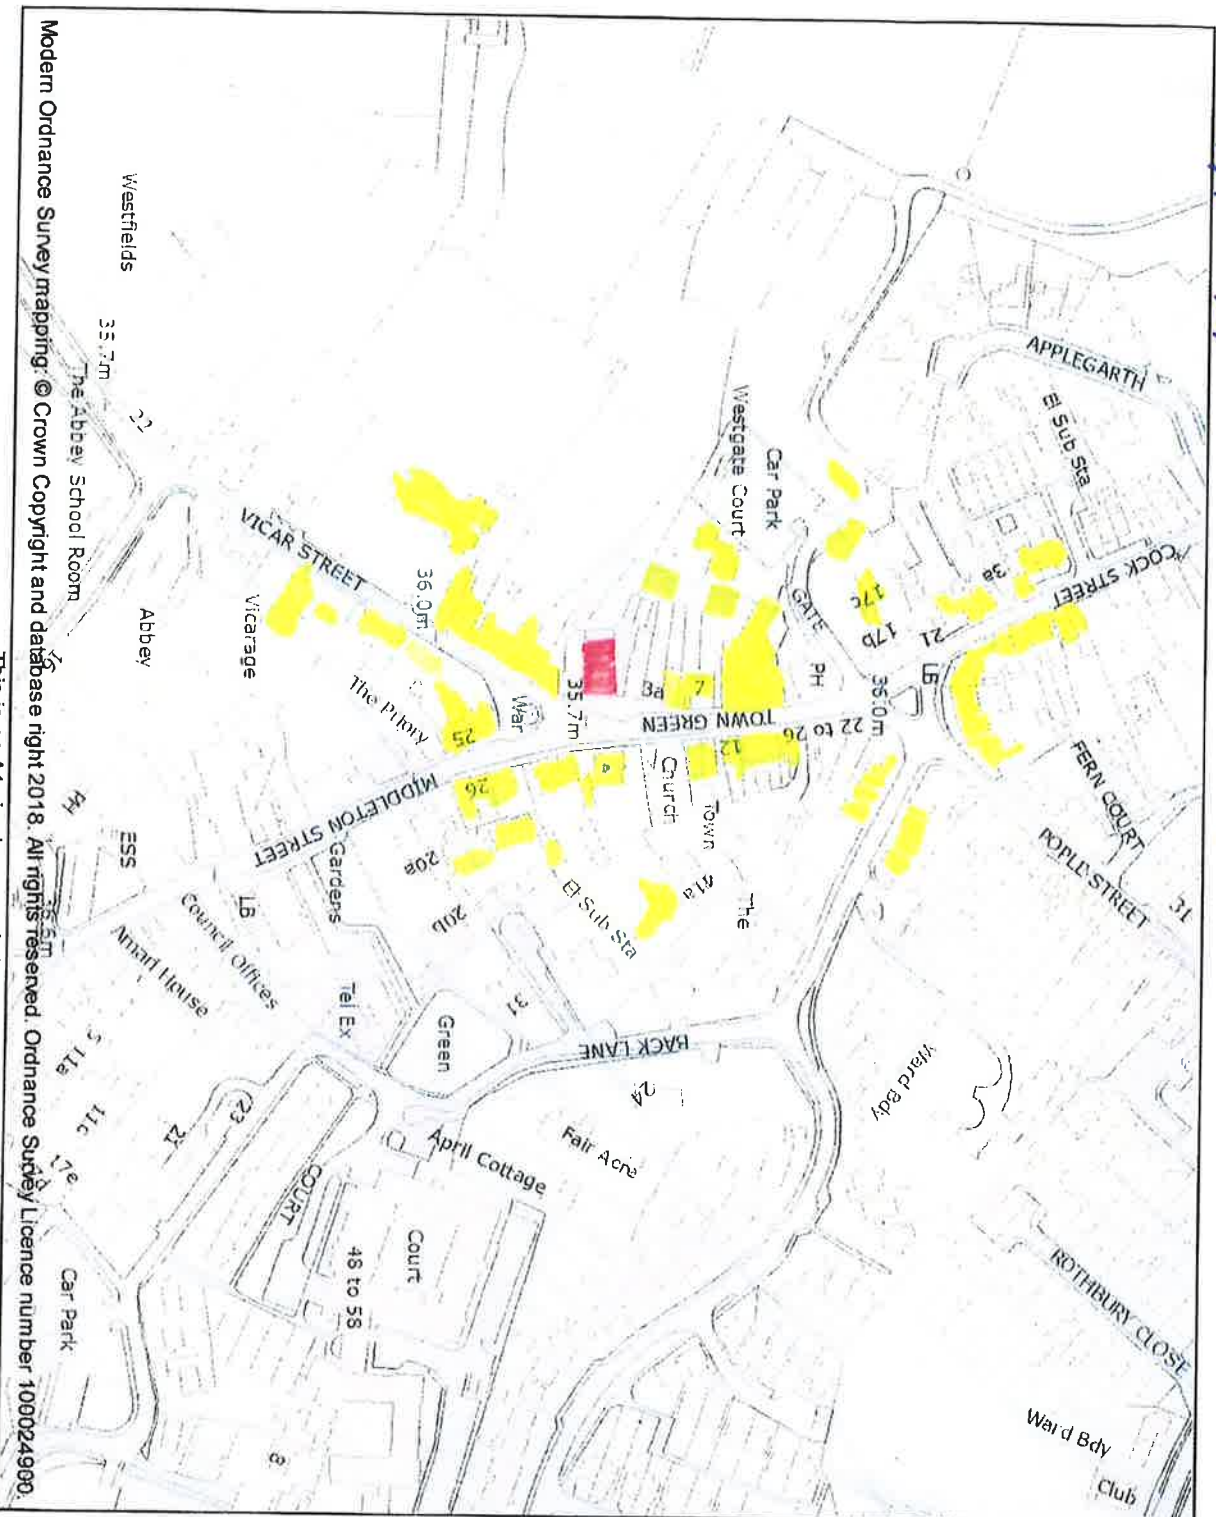 APPLEGARTH
El Sub Sta
COCK STREET
3a
Car Park
Westgate Court
GATE
17c
17b
21
LB
PH
36.0m
22 to 26
FERN COURT
POPLE STREET
31
Westfields
35.7m
The Abbey School Room
22
VICAR STREET
36.0m
Abbey
Vicarage
The Priory
War
35.7m
3a
7
TOWN GREEN
12
Church
Town
The
41a
25
26
MIDDLETON STREET
20a
20b
El Sub Sta
Gardens
PH
ESS
LB
Council Offices
Amari House
Tel Ex
Green
31
BACK LANE
24
Fair Acre
April Cottage
Ward Bdy
5
11a
11c
17e
21
23
COURT
Court
48 to 58
Car Park
8
ROTHBURY CLOSE
Ward Bdy
Club
Modern Ordnance Survey mapping: © Crown Copyright and database right 2018. All rights reserved. Ordnance Survey Licence number 100024900.